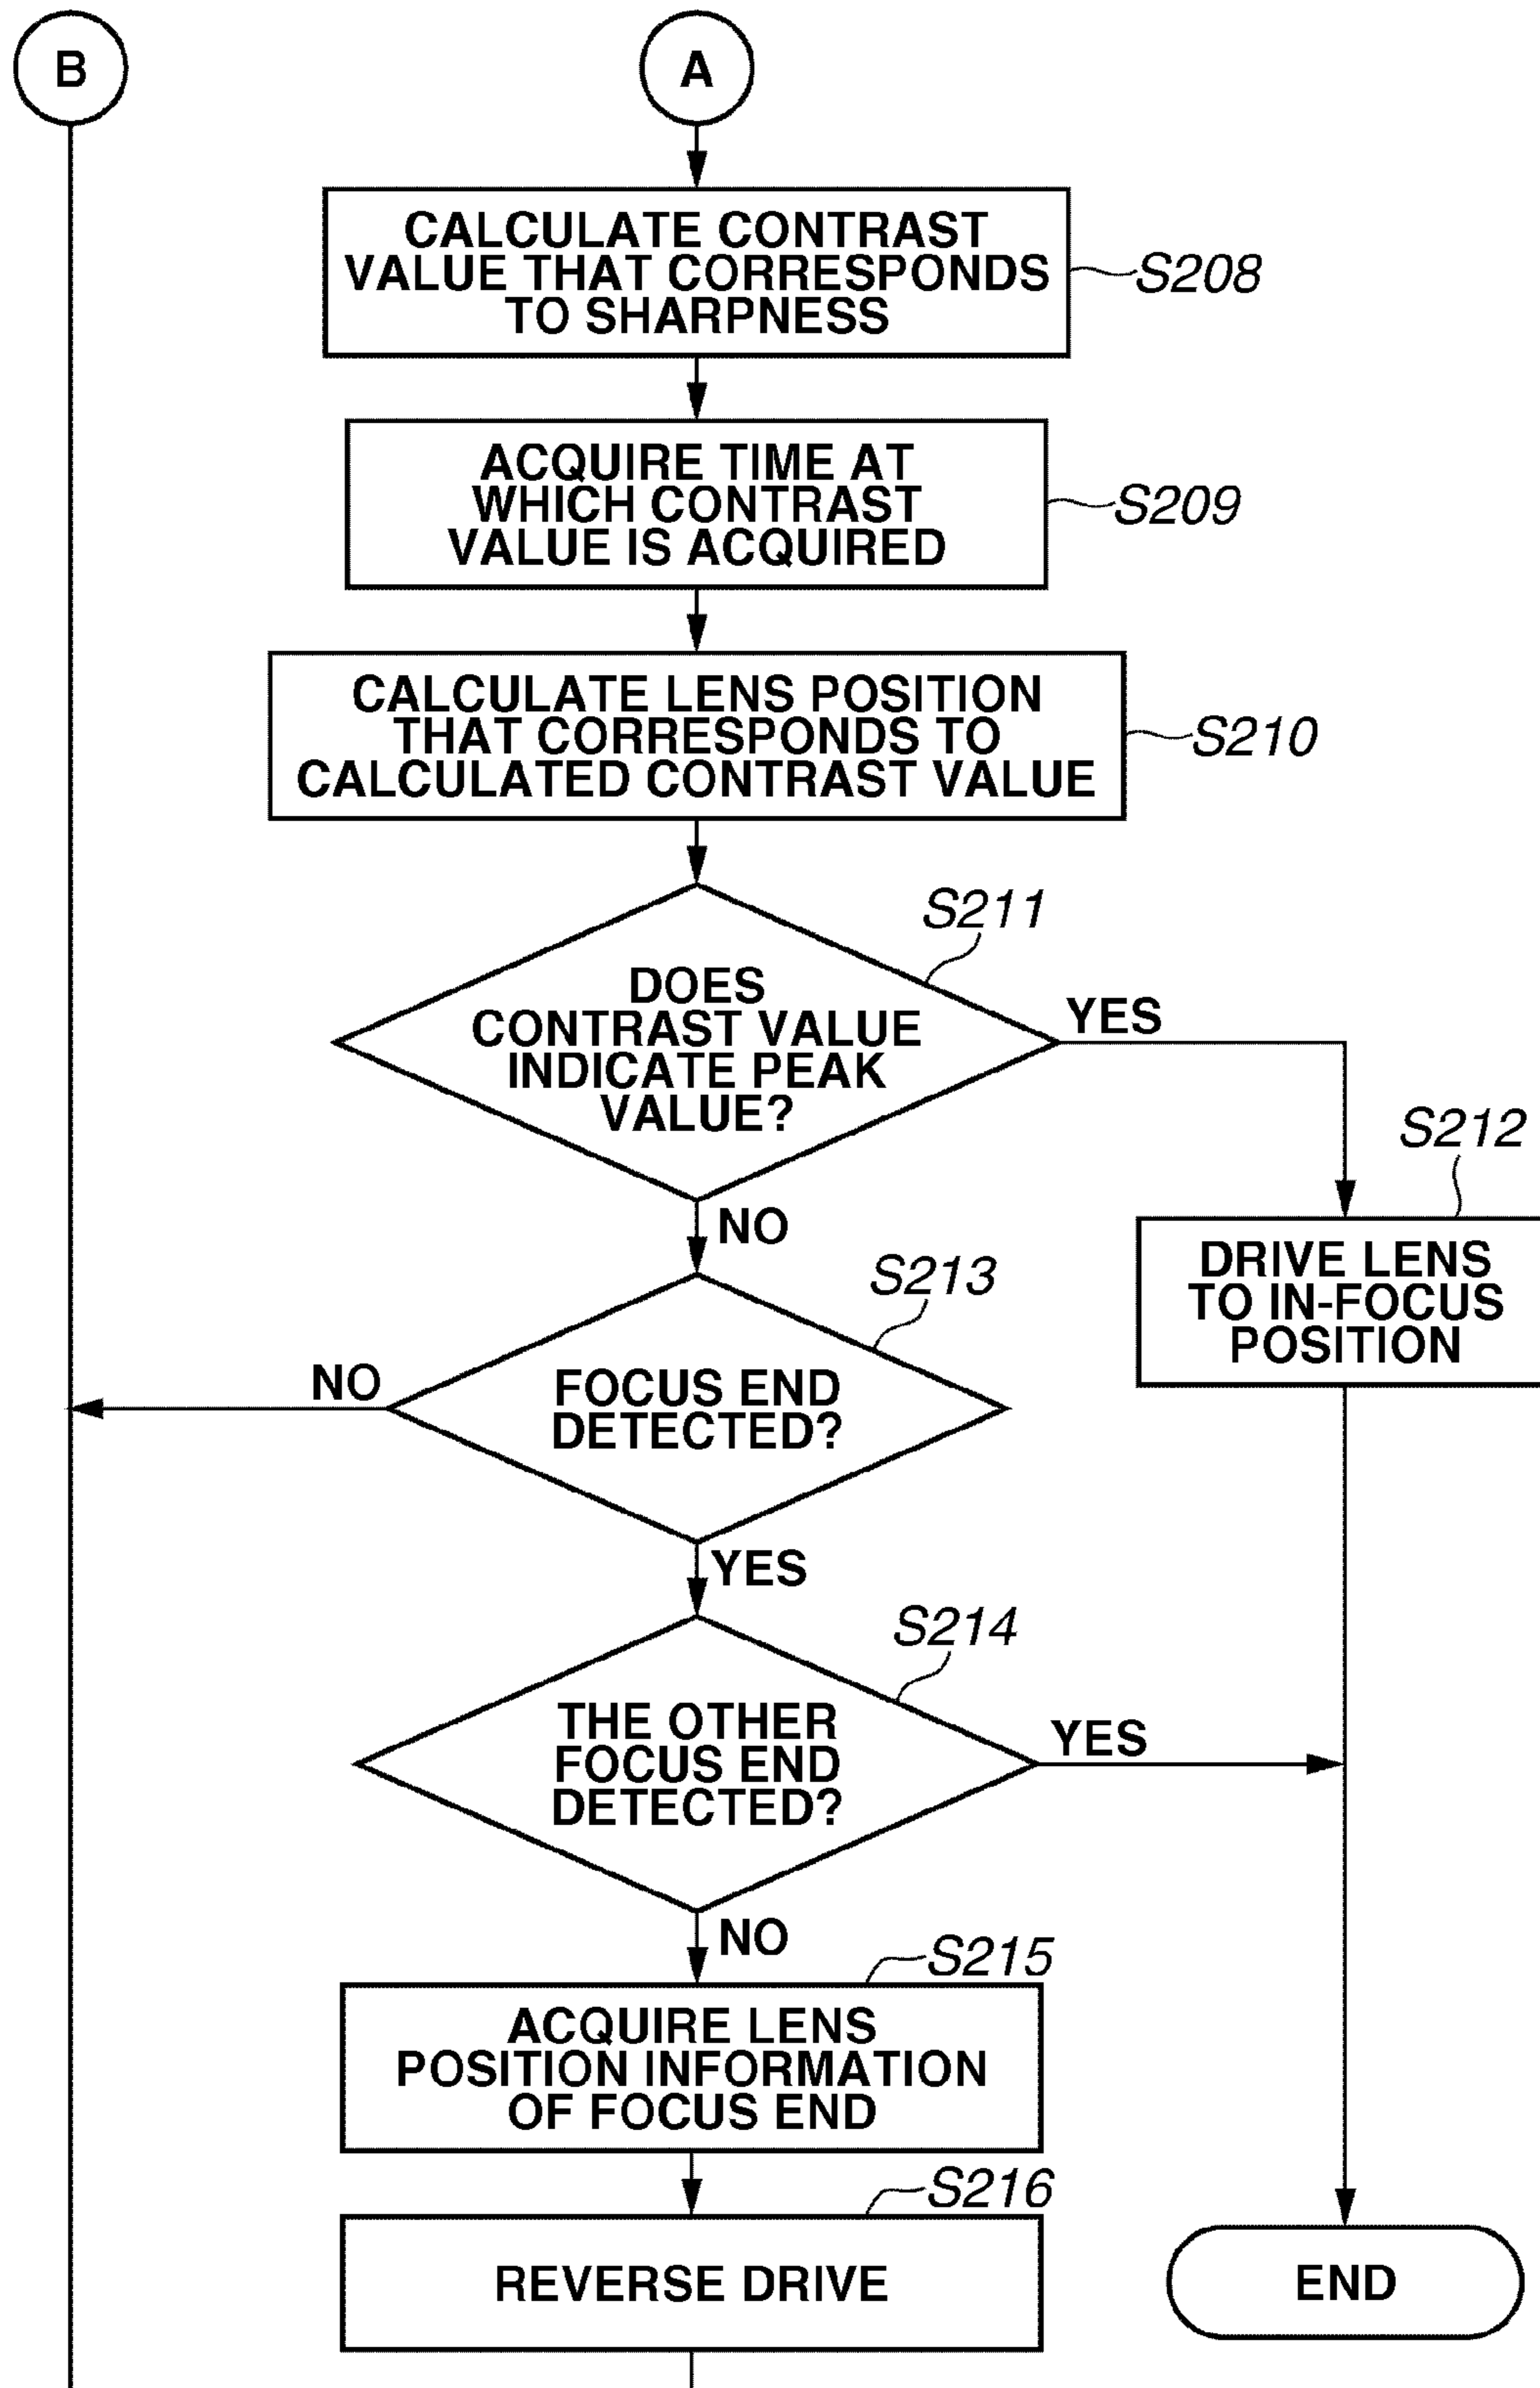 B
A
CALCULATE CONTRAST
VALUE THAT CORRESPONDS
TO SHARPNESS
S208
ACQUIRE TIME AT
WHICH CONTRAST
VALUE IS ACQUIRED
S209
CALCULATE LENS POSITION
THAT CORRESPONDS TO
CALCULATED CONTRAST VALUE
S210
S211
DOES
CONTRAST VALUE
INDICATE PEAK
VALUE?
YES
S212
DRIVE LENS
TO IN-FOCUS
POSITION
NO
S213
FOCUS END
DETECTED?
NO
YES
S214
THE OTHER
FOCUS END
DETECTED?
YES
NO
S215
ACQUIRE LENS
POSITION INFORMATION
OF FOCUS END
S216
REVERSE DRIVE
END